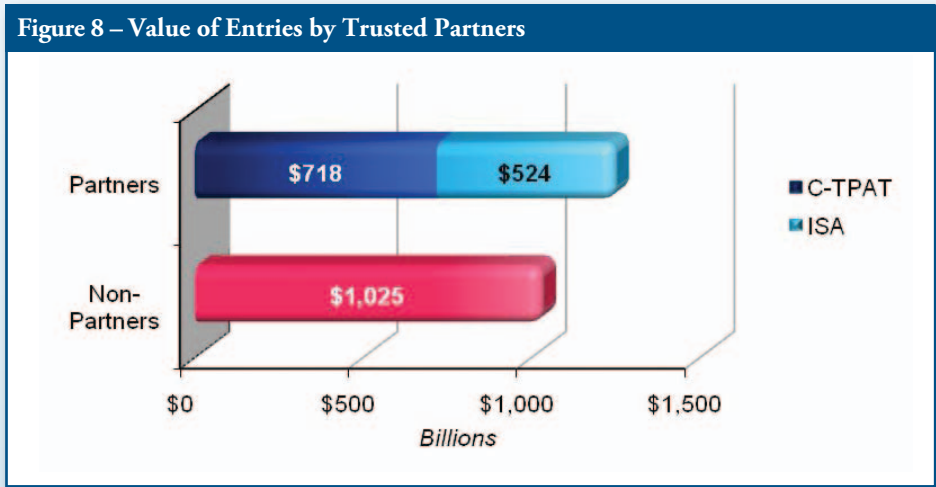 Figure 8 – Value of Entries by Trusted Partners
Partners
$718
$524
C-TPAT
ISA
Non-
Partners
$1,025
$0
$500
$1,000
$1,500
Billions